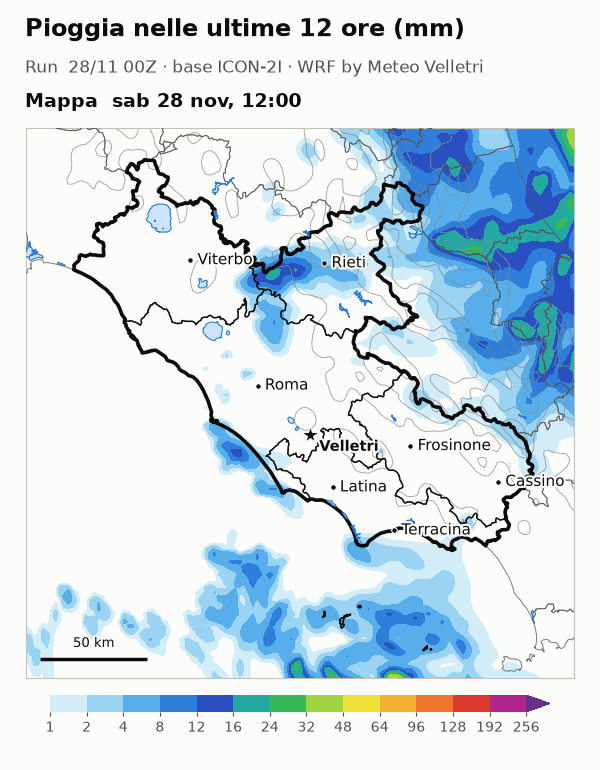 Pioggia nelle ultime 12 ore (mm)
Run 28/11 00Z · base ICON-2I · WRF by Meteo Velletri
Mappa sab 28 nov, 12:00
Viterbo
Rieti
Roma
Velletri
Frosinone
Cassino
Latina
Terracina
50 km
1 2 4 8 12 16 24 32 48 64 96 128 192 256